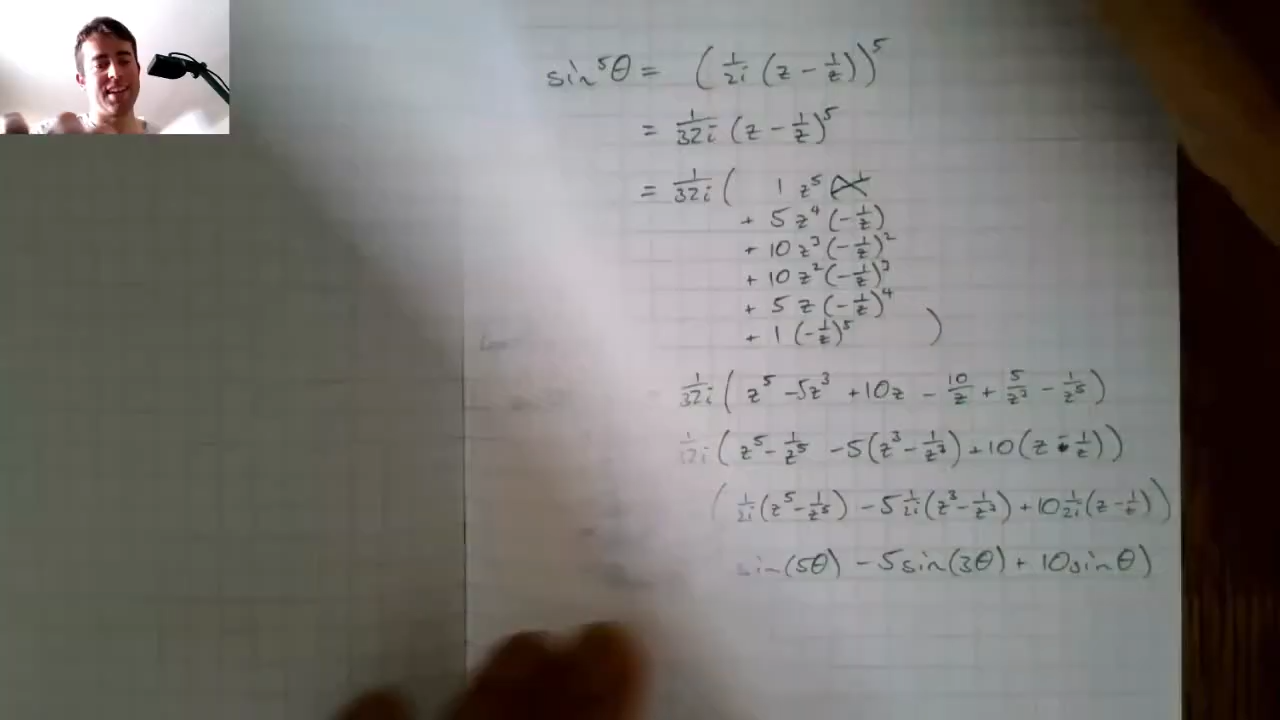 sin⁵θ = (1/2i (z − 1/z))⁵
= 1/32i (z − 1/z)⁵
= 1/32i ( 1 z⁵
+ 5 z⁴ (−1/z)
+ 10 z³ (−1/z)²
+ 10 z² (−1/z)³
+ 5 z (−1/z)⁴
+ 1 (−1/z)⁵ )
1/32i ( z⁵ − 5z³ + 10z − 10/z + 5/z³ − 1/z⁵ )
( z⁵ − 1/z⁵ − 5(z³ − 1/z³) + 10(z − 1/z) )
( 1/2i (z⁵ − 1/z⁵) − 5 1/2i (z³ − 1/z³) + 10 1/2i (z − 1/z) )
sin(5θ) − 5sin(3θ) + 10sinθ)